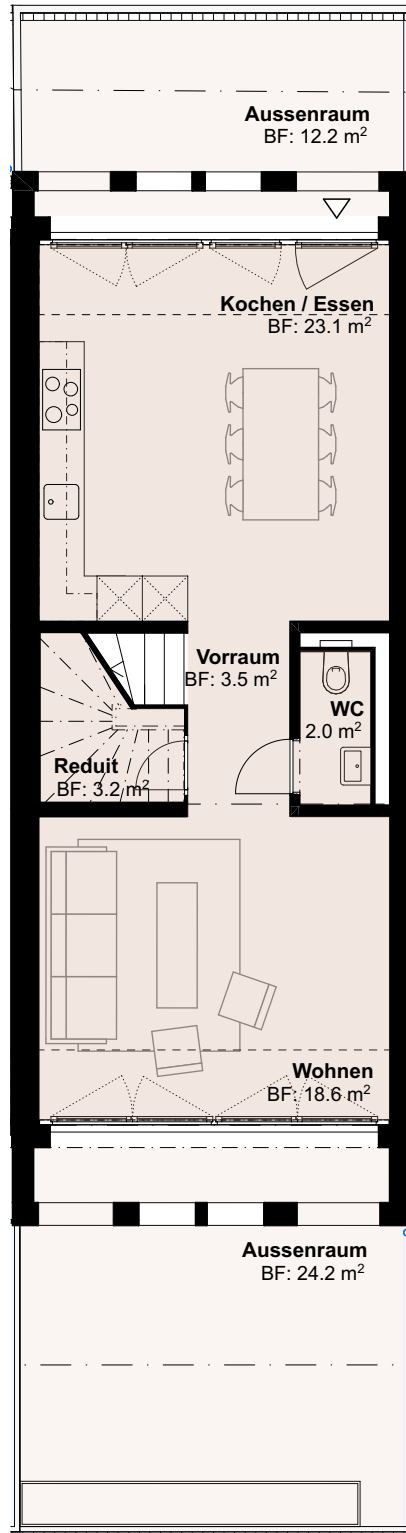 Aussenraum
BF: 12.2 m²
Kochen / Essen
BF: 23.1 m²
Vorraum
BF: 3.5 m²
WC
2.0 m²
Reduit
BF: 3.2 m²
Wohnen
BF: 18.6 m²
Aussenraum
BF: 24.2 m²